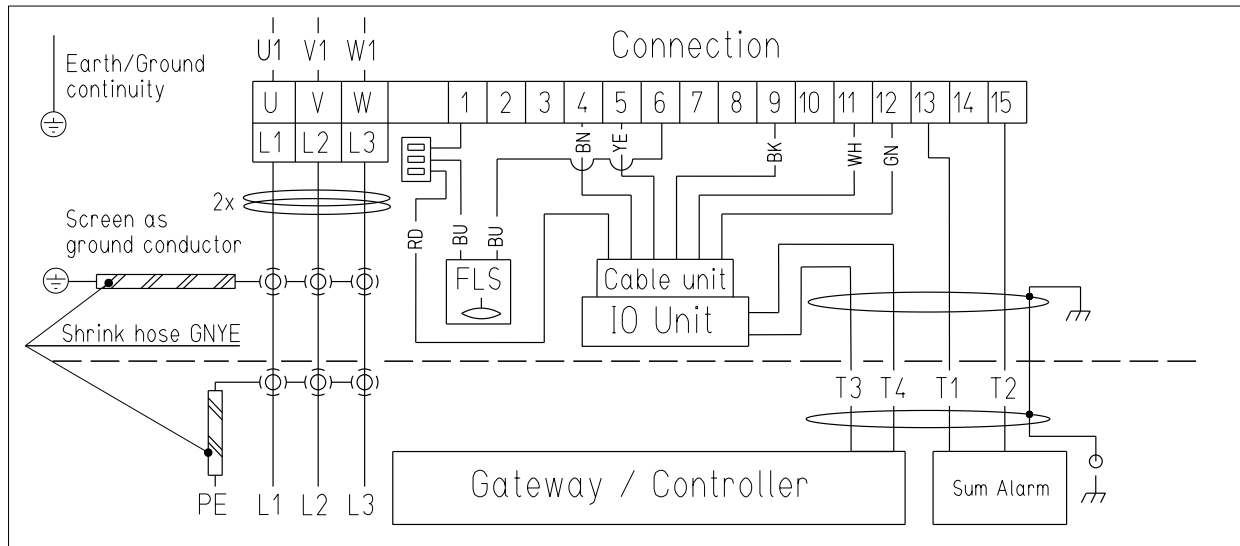 U1 V1 W1
Connection
Earth/Ground
continuity
U V W 1 2 3 4 5 6 7 8 9 10 11 12 13 14 15
L1 L2 L3
BN YE BK WH GN
2x
Screen as
ground conductor
RD BU BU
FLS
Cable unit
IO Unit
Shrink hose GNYE
T3 T4 T1 T2
Gateway / Controller
Sum Alarm
PE L1 L2 L3